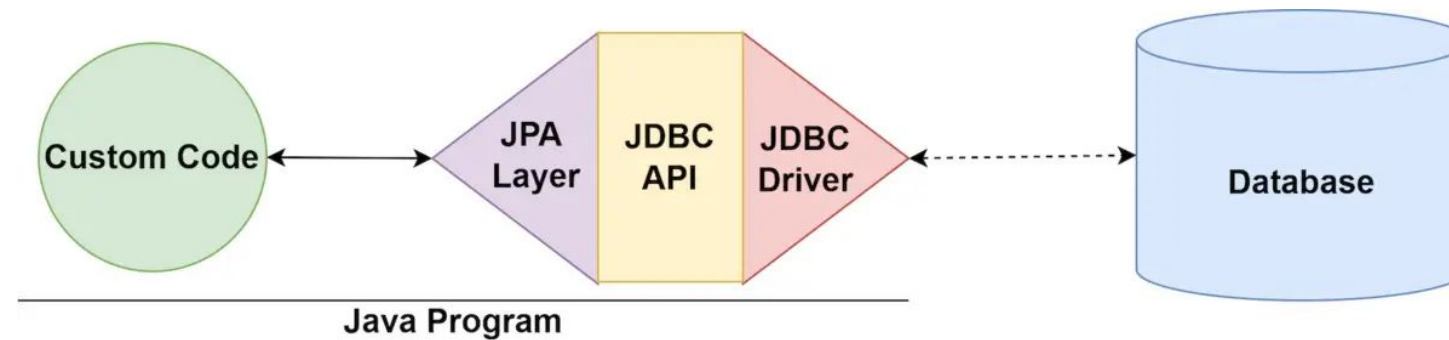 Custom Code
JPA
Layer
JDBC
API
JDBC
Driver
Database
Java Program